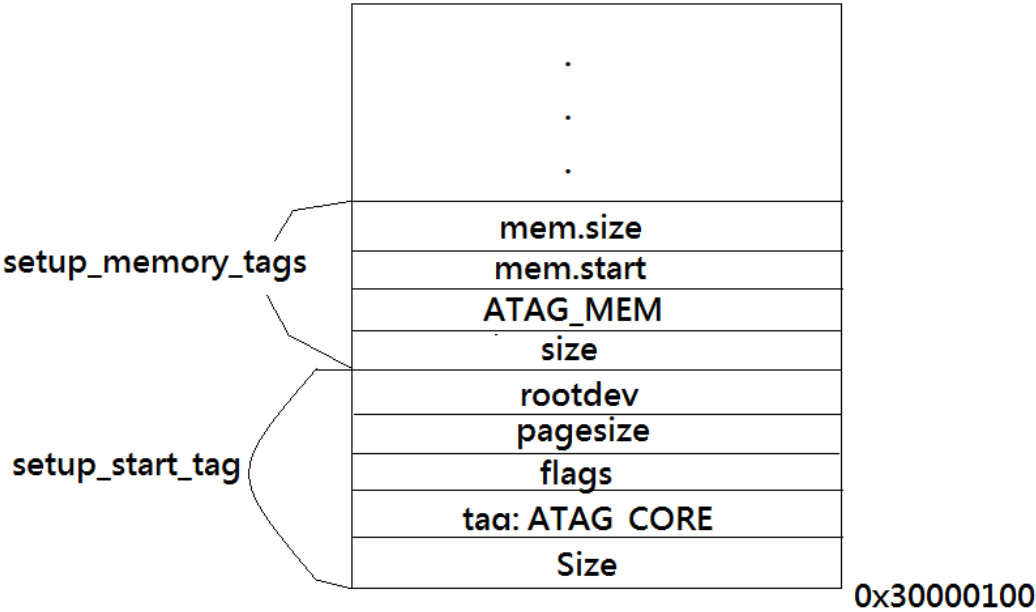 .
.
.
mem.size
setup_memory_tags
mem.start
ATAG_MEM
size
rootdev
pagesize
setup_start_tag
flags
tag: ATAG_CORE
Size
0x30000100